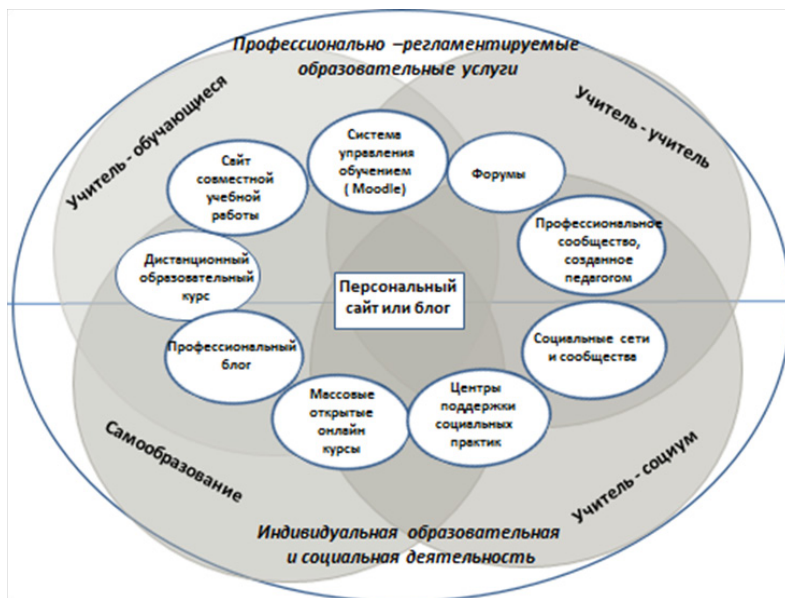 Профессионально –регламентируемые
образовательные услуги
Учитель - обучающиеся
Учитель - учитель
Сайт
совместной
учебной
работы
Система
управления
обучением
( Moodle)
Форумы
Профессиональное
сообщество,
созданное
педагогом
Дистанционный
образовательный
курс
Персональный
сайт или блог
Профессиональный
блог
Социальные сети
и сообщества
Массовые
открытые
онлайн
курсы
Центры
поддержки
социальных
практик
Самообразование
Учитель - социум
Индивидуальная образовательная
и социальная деятельность